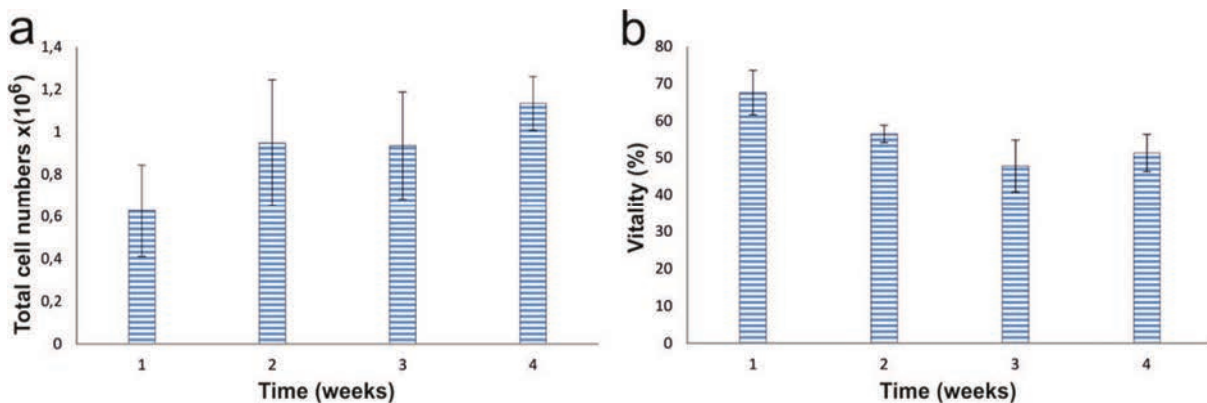 a
Total cell numbers x(10⁶)
1,4
1,2
1
0,8
0,6
0,4
0,2
0
1 2 3 4
Time (weeks)
b
Vitality (%)
80
70
60
50
40
30
20
10
0
1 2 3 4
Time (weeks)